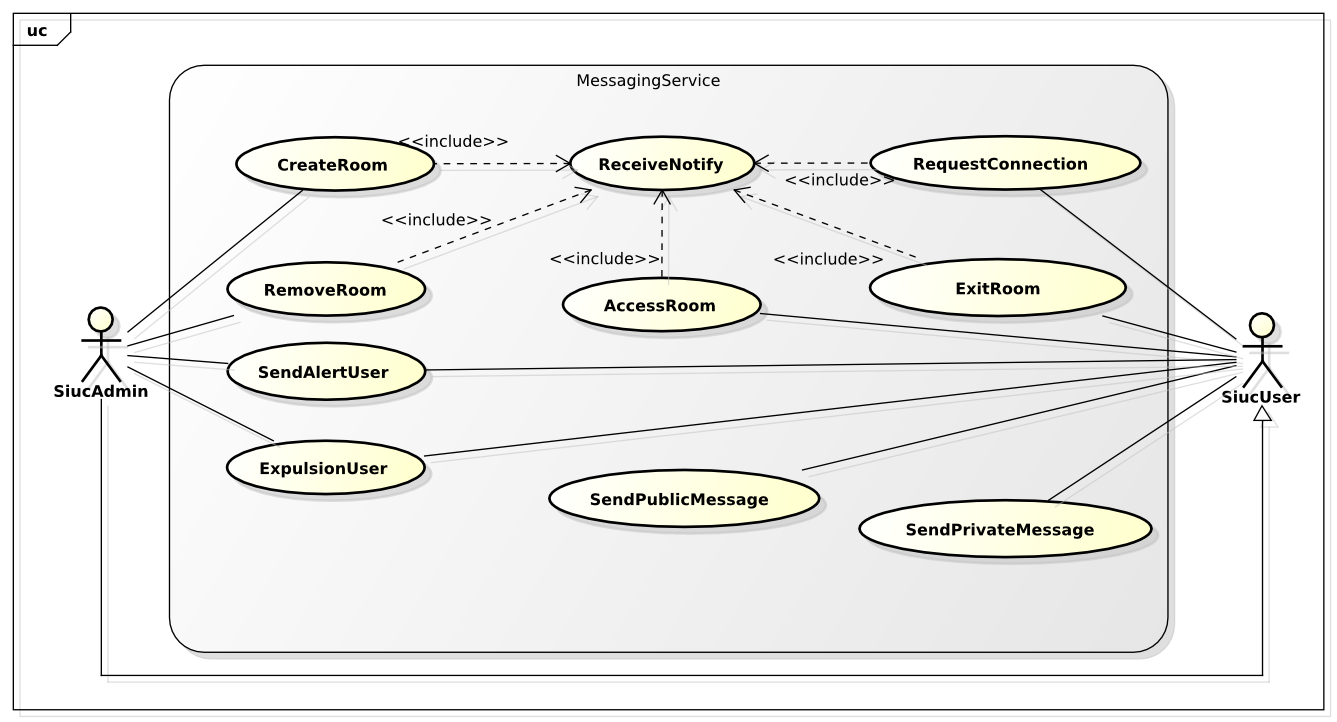 uc
MessagingService
<<include>>
CreateRoom
ReceiveNotify
RequestConnection
<<include>>
<<include>>
<<include>>
<<include>>
RemoveRoom
AccessRoom
ExitRoom
SendAlertUser
SiucAdmin
SiucUser
ExpulsionUser
SendPublicMessage
SendPrivateMessage